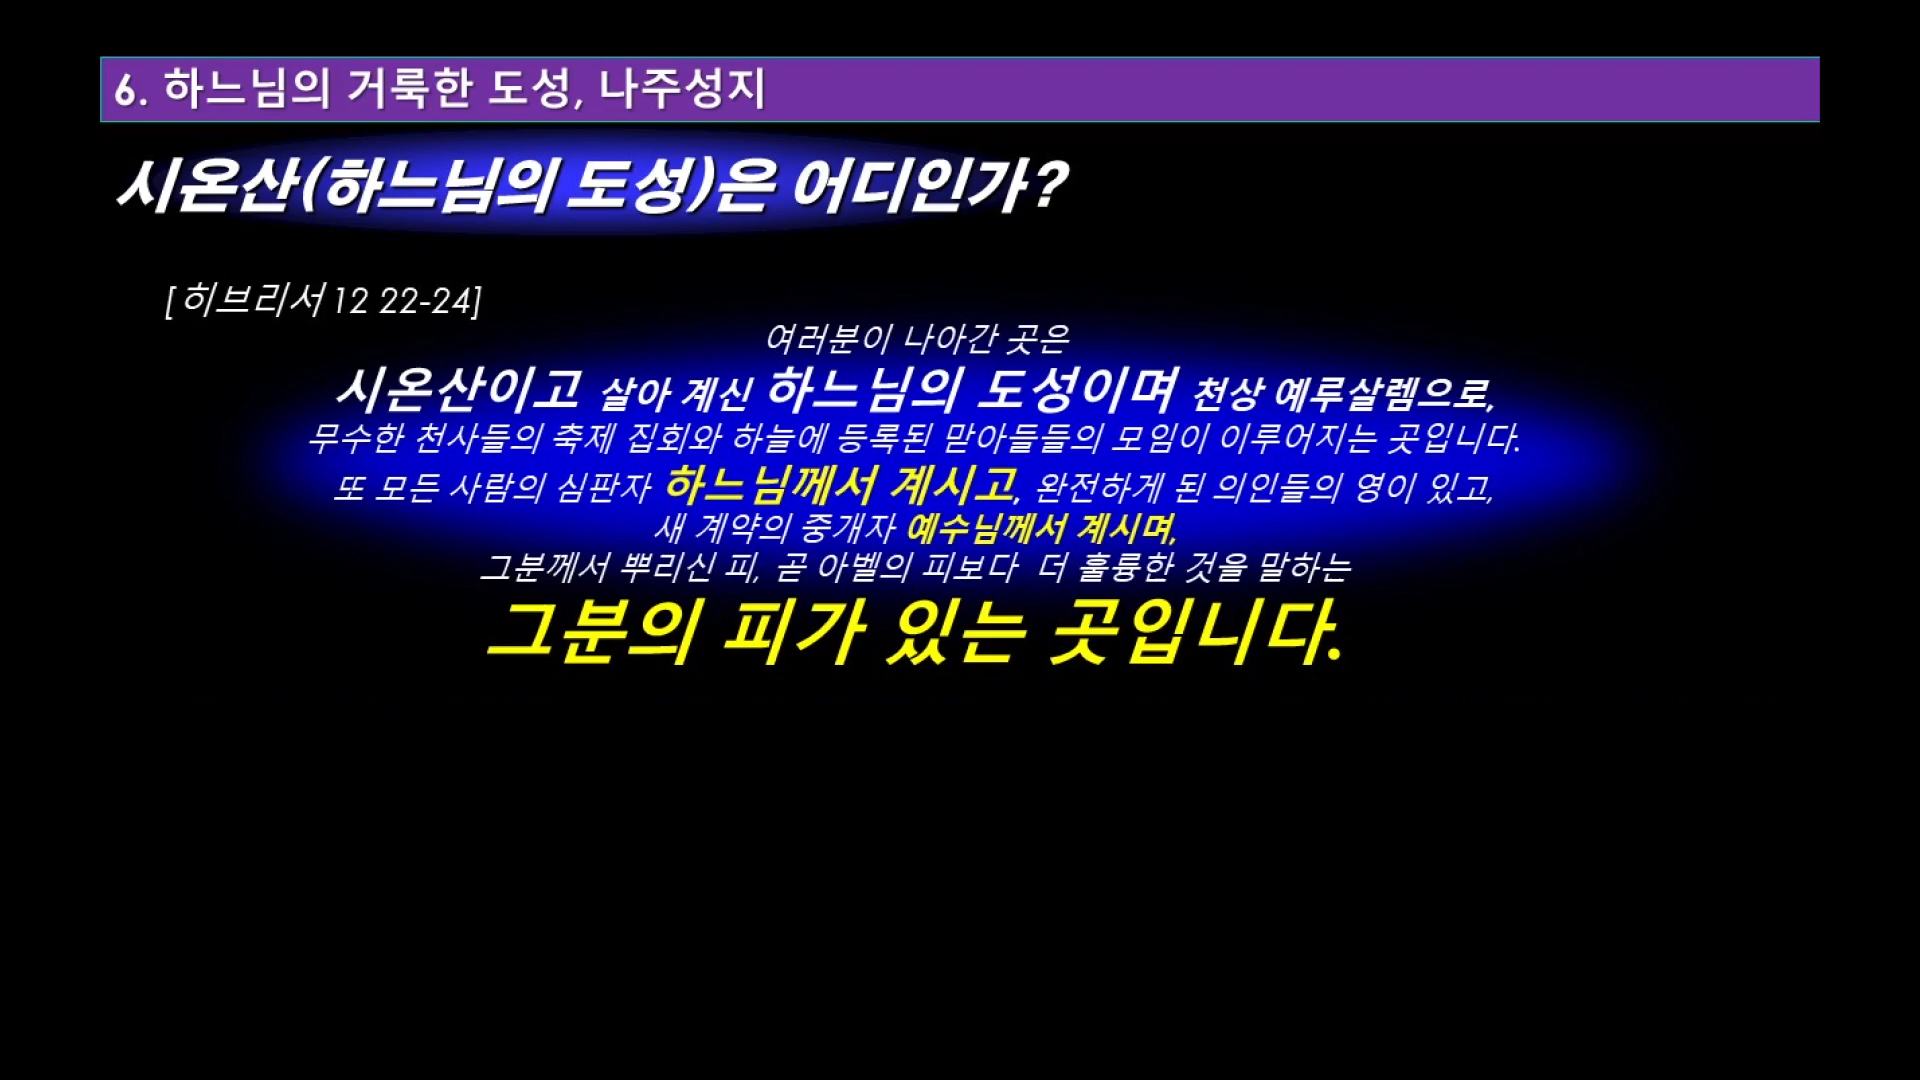 6. 하느님의 거룩한 도성, 나주성지
시온산(하느님의 도성)은 어디인가?
[히브리서 12 22-24]
여러분이 나아간 곳은
시온산이고 살아 계신 하느님의 도성이며 천상 예루살렘으로,
무수한 천사들의 축제 집회와 하늘에 등록된 맏아들들의 모임이 이루어지는 곳입니다.
또 모든 사람의 심판자 하느님께서 계시고, 완전하게 된 의인들의 영이 있고,
새 계약의 중개자 예수님께서 계시며,
그분께서 뿌리신 피, 곧 아벨의 피보다 더 훌륭한 것을 말하는
그분의 피가 있는 곳입니다.